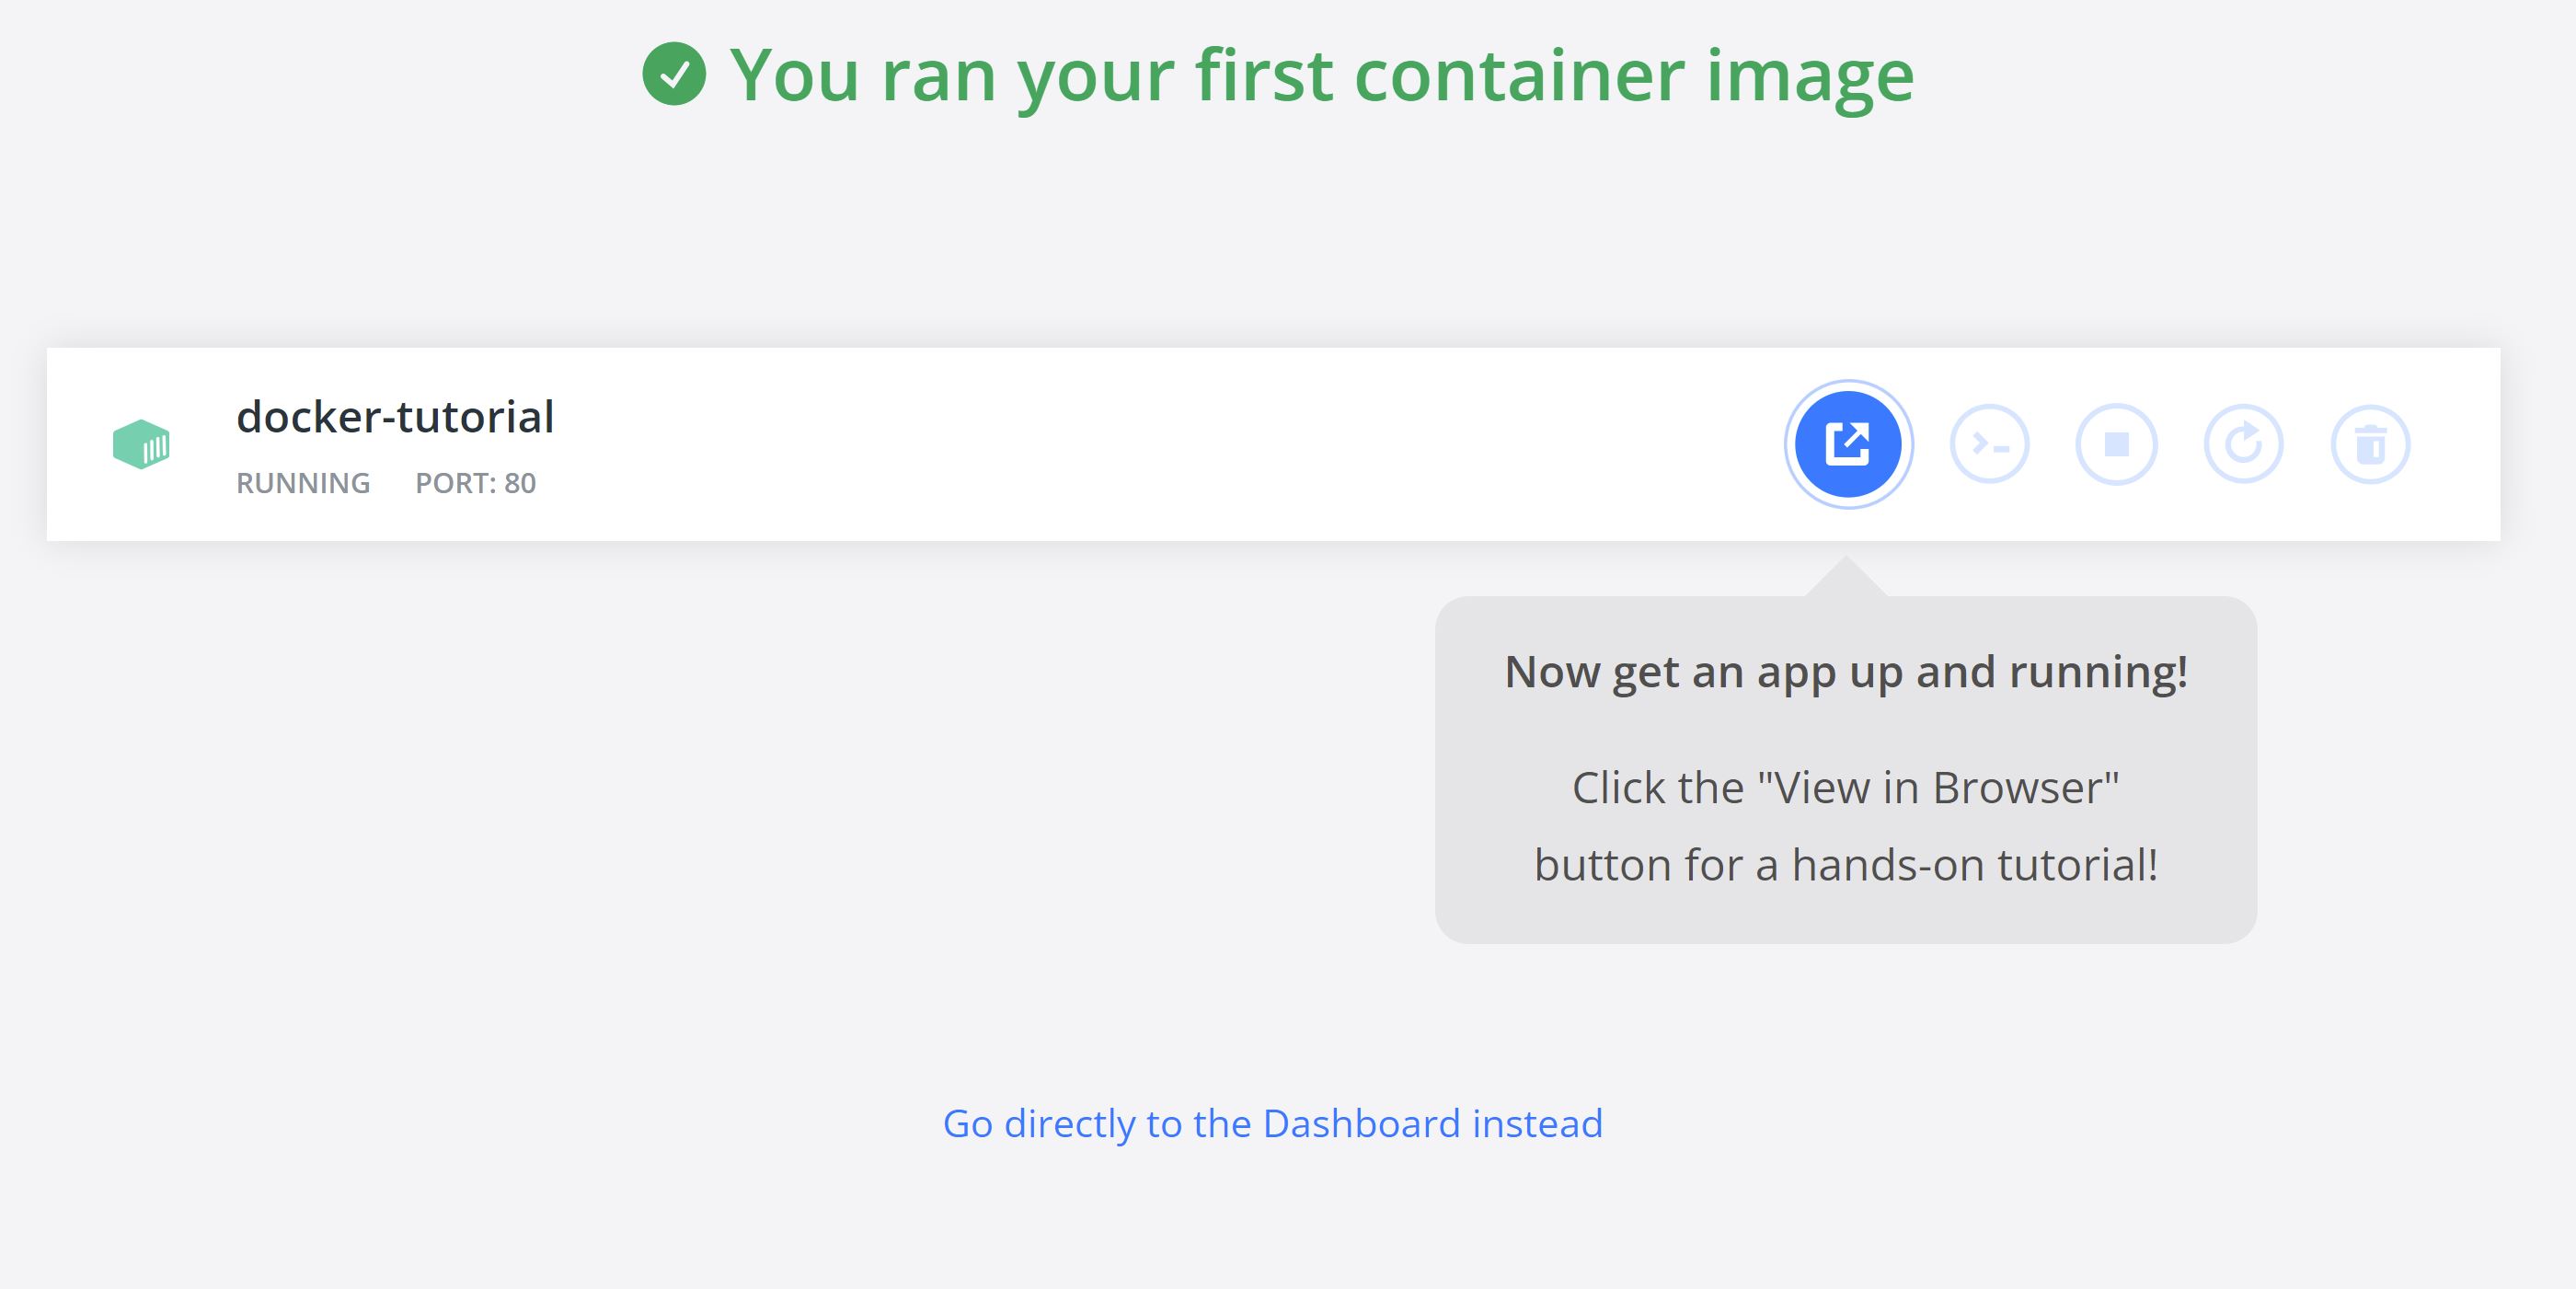 You ran your first container image
docker-tutorial
RUNNING PORT: 80
Now get an app up and running!
Click the "View in Browser"
button for a hands-on tutorial!
Go directly to the Dashboard instead